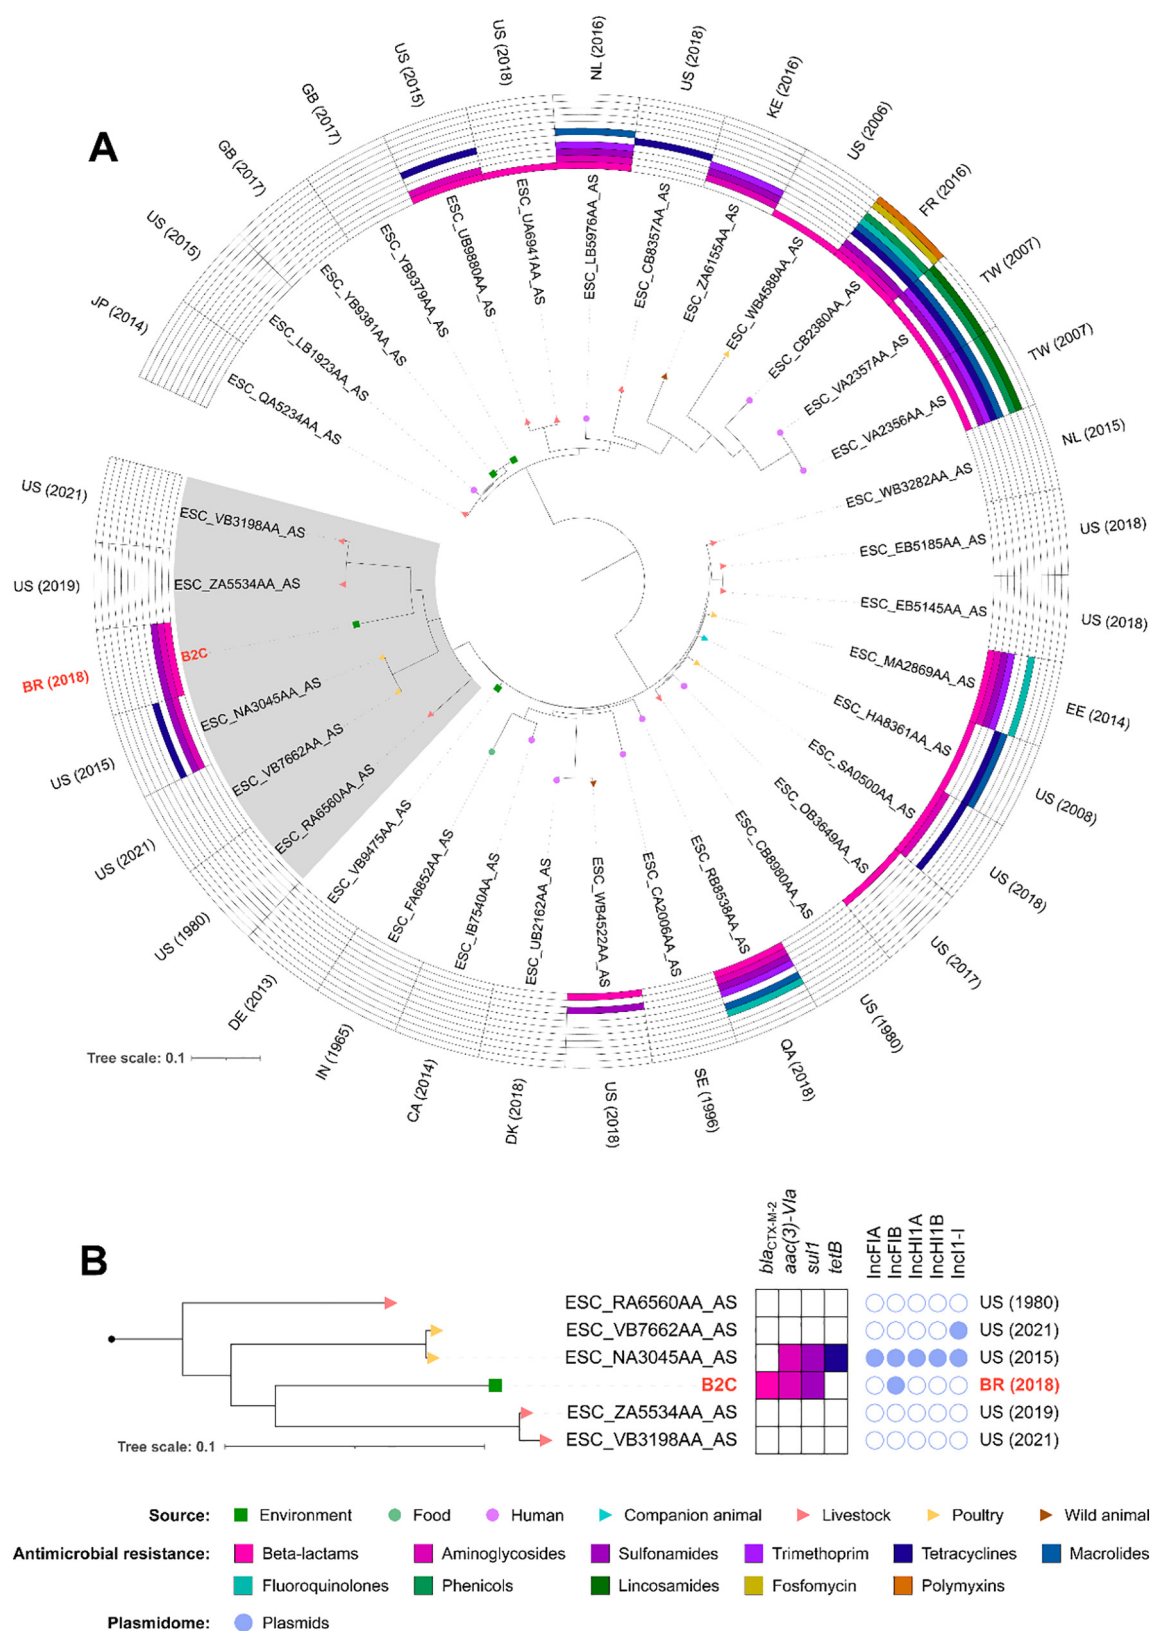 A
JP (2014)
US (2015)
GB (2017)
GB (2017)
US (2015)
US (2018)
NL (2016)
US (2018)
KE (2016)
US (2006)
FR (2016)
TW (2007)
TW (2007)
NL (2015)
US (2018)
US (2018)
EE (2014)
US (2008)
US (2018)
US (2017)
US (1980)
QA (2018)
SE (1996)
US (2018)
DK (2018)
CA (2014)
IN (1965)
DE (2013)
US (1980)
US (2021)
US (2015)
BR (2018)
US (2019)
US (2021)
ESC_QA5234AA_AS
ESC_LB1923AA_AS
ESC_YB9381AA_AS
ESC_YB9379AA_AS
ESC_UB9880AA_AS
ESC_UA6941AA_AS
ESC_LB5976AA_AS
ESC_CB8357AA_AS
ESC_ZA6155AA_AS
ESC_WB4588AA_AS
ESC_CB2380AA_AS
ESC_VA2357AA_AS
ESC_VA2356AA_AS
ESC_WB3282AA_AS
ESC_EB5185AA_AS
ESC_EB5145AA_AS
ESC_MA2869AA_AS
ESC_HA8361AA_AS
ESC_SA0500AA_AS
ESC_OB3649AA_AS
ESC_CB8980AA_AS
ESC_RB8538AA_AS
ESC_CA2006AA_AS
ESC_WB4522AA_AS
ESC_UB2162AA_AS
ESC_IB7540AA_AS
ESC_FA6852AA_AS
ESC_VB9475AA_AS
ESC_RA6560AA_AS
ESC_VB7662AA_AS
ESC_NA3045AA_AS
B2C
ESC_ZA5534AA_AS
ESC_VB3198AA_AS
Tree scale: 0.1
B
blaCTX-M-2
aac(3)-VIa
sul1
tetB
IncFIA
IncFIB
IncHI1A
IncHI1B
IncI1-I
ESC_RA6560AA_AS US (1980)
ESC_VB7662AA_AS US (2021)
ESC_NA3045AA_AS US (2015)
B2C BR (2018)
ESC_ZA5534AA_AS US (2019)
ESC_VB3198AA_AS US (2021)
Tree scale: 0.1
Source: Environment Food Human Companion animal Livestock Poultry Wild animal
Antimicrobial resistance: Beta-lactams Aminoglycosides Sulfonamides Trimethoprim Tetracyclines Macrolides
Fluoroquinolones Phenicols Lincosamides Fosfomycin Polymyxins
Plasmidome: Plasmids